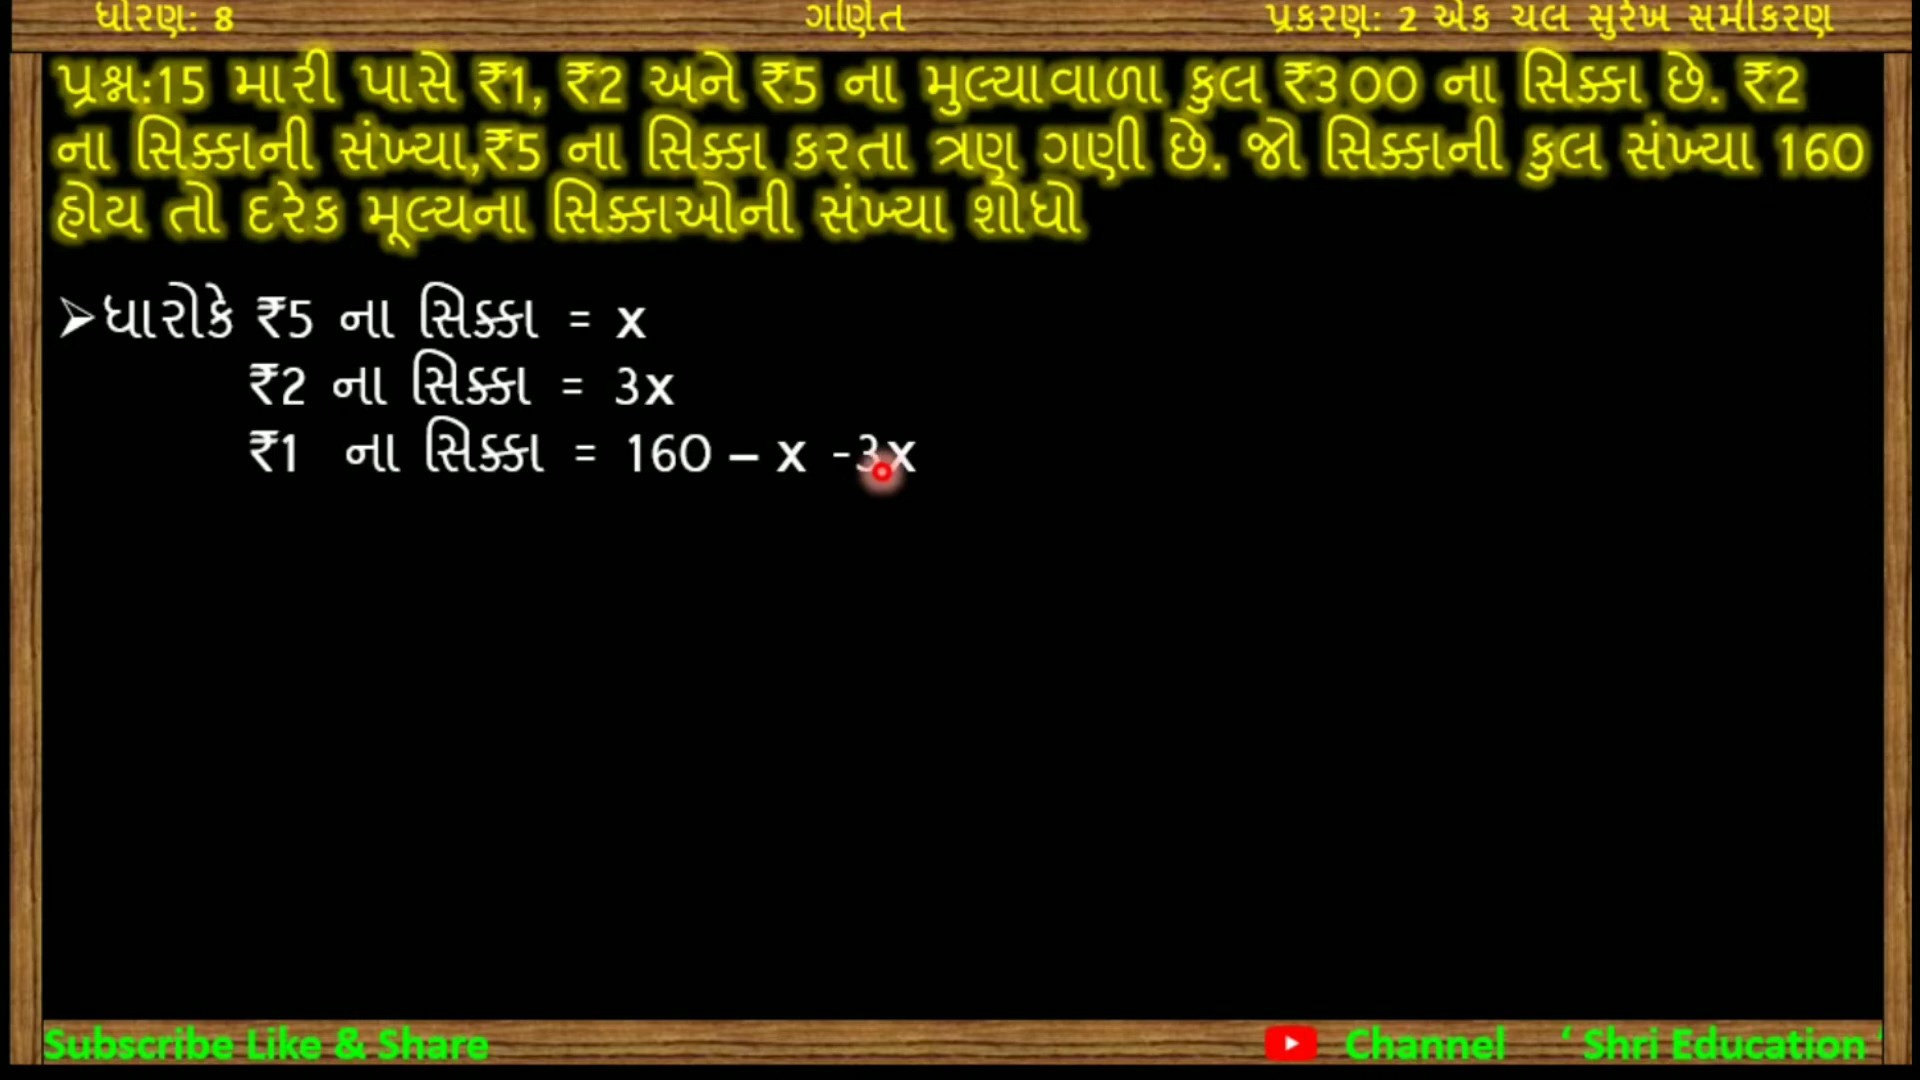 ધોરણ: 8 ગણિત પ્રકરણ: 2 એક ચલ સુરેખ સમીકરણ
પ્રશ્ન:15 મારી પાસે ₹1, ₹2 અને ₹5 ના મુલ્યાવાળા કુલ ₹300 ના સિક્કા છે. ₹2
ના સિક્કાની સંખ્યા,₹5 ના સિક્કા કરતા ત્રણ ગણી છે. જો સિક્કાની કુલ સંખ્યા 160
હોય તો દરેક મૂલ્યના સિક્કાઓની સંખ્યા શોધો
➢ધારોકે ₹5 ના સિક્કા = x
₹2 ના સિક્કા = 3x
₹1 ના સિક્કા = 160 – x -3x
Subscribe Like & Share Channel ‘ Shri Education ’